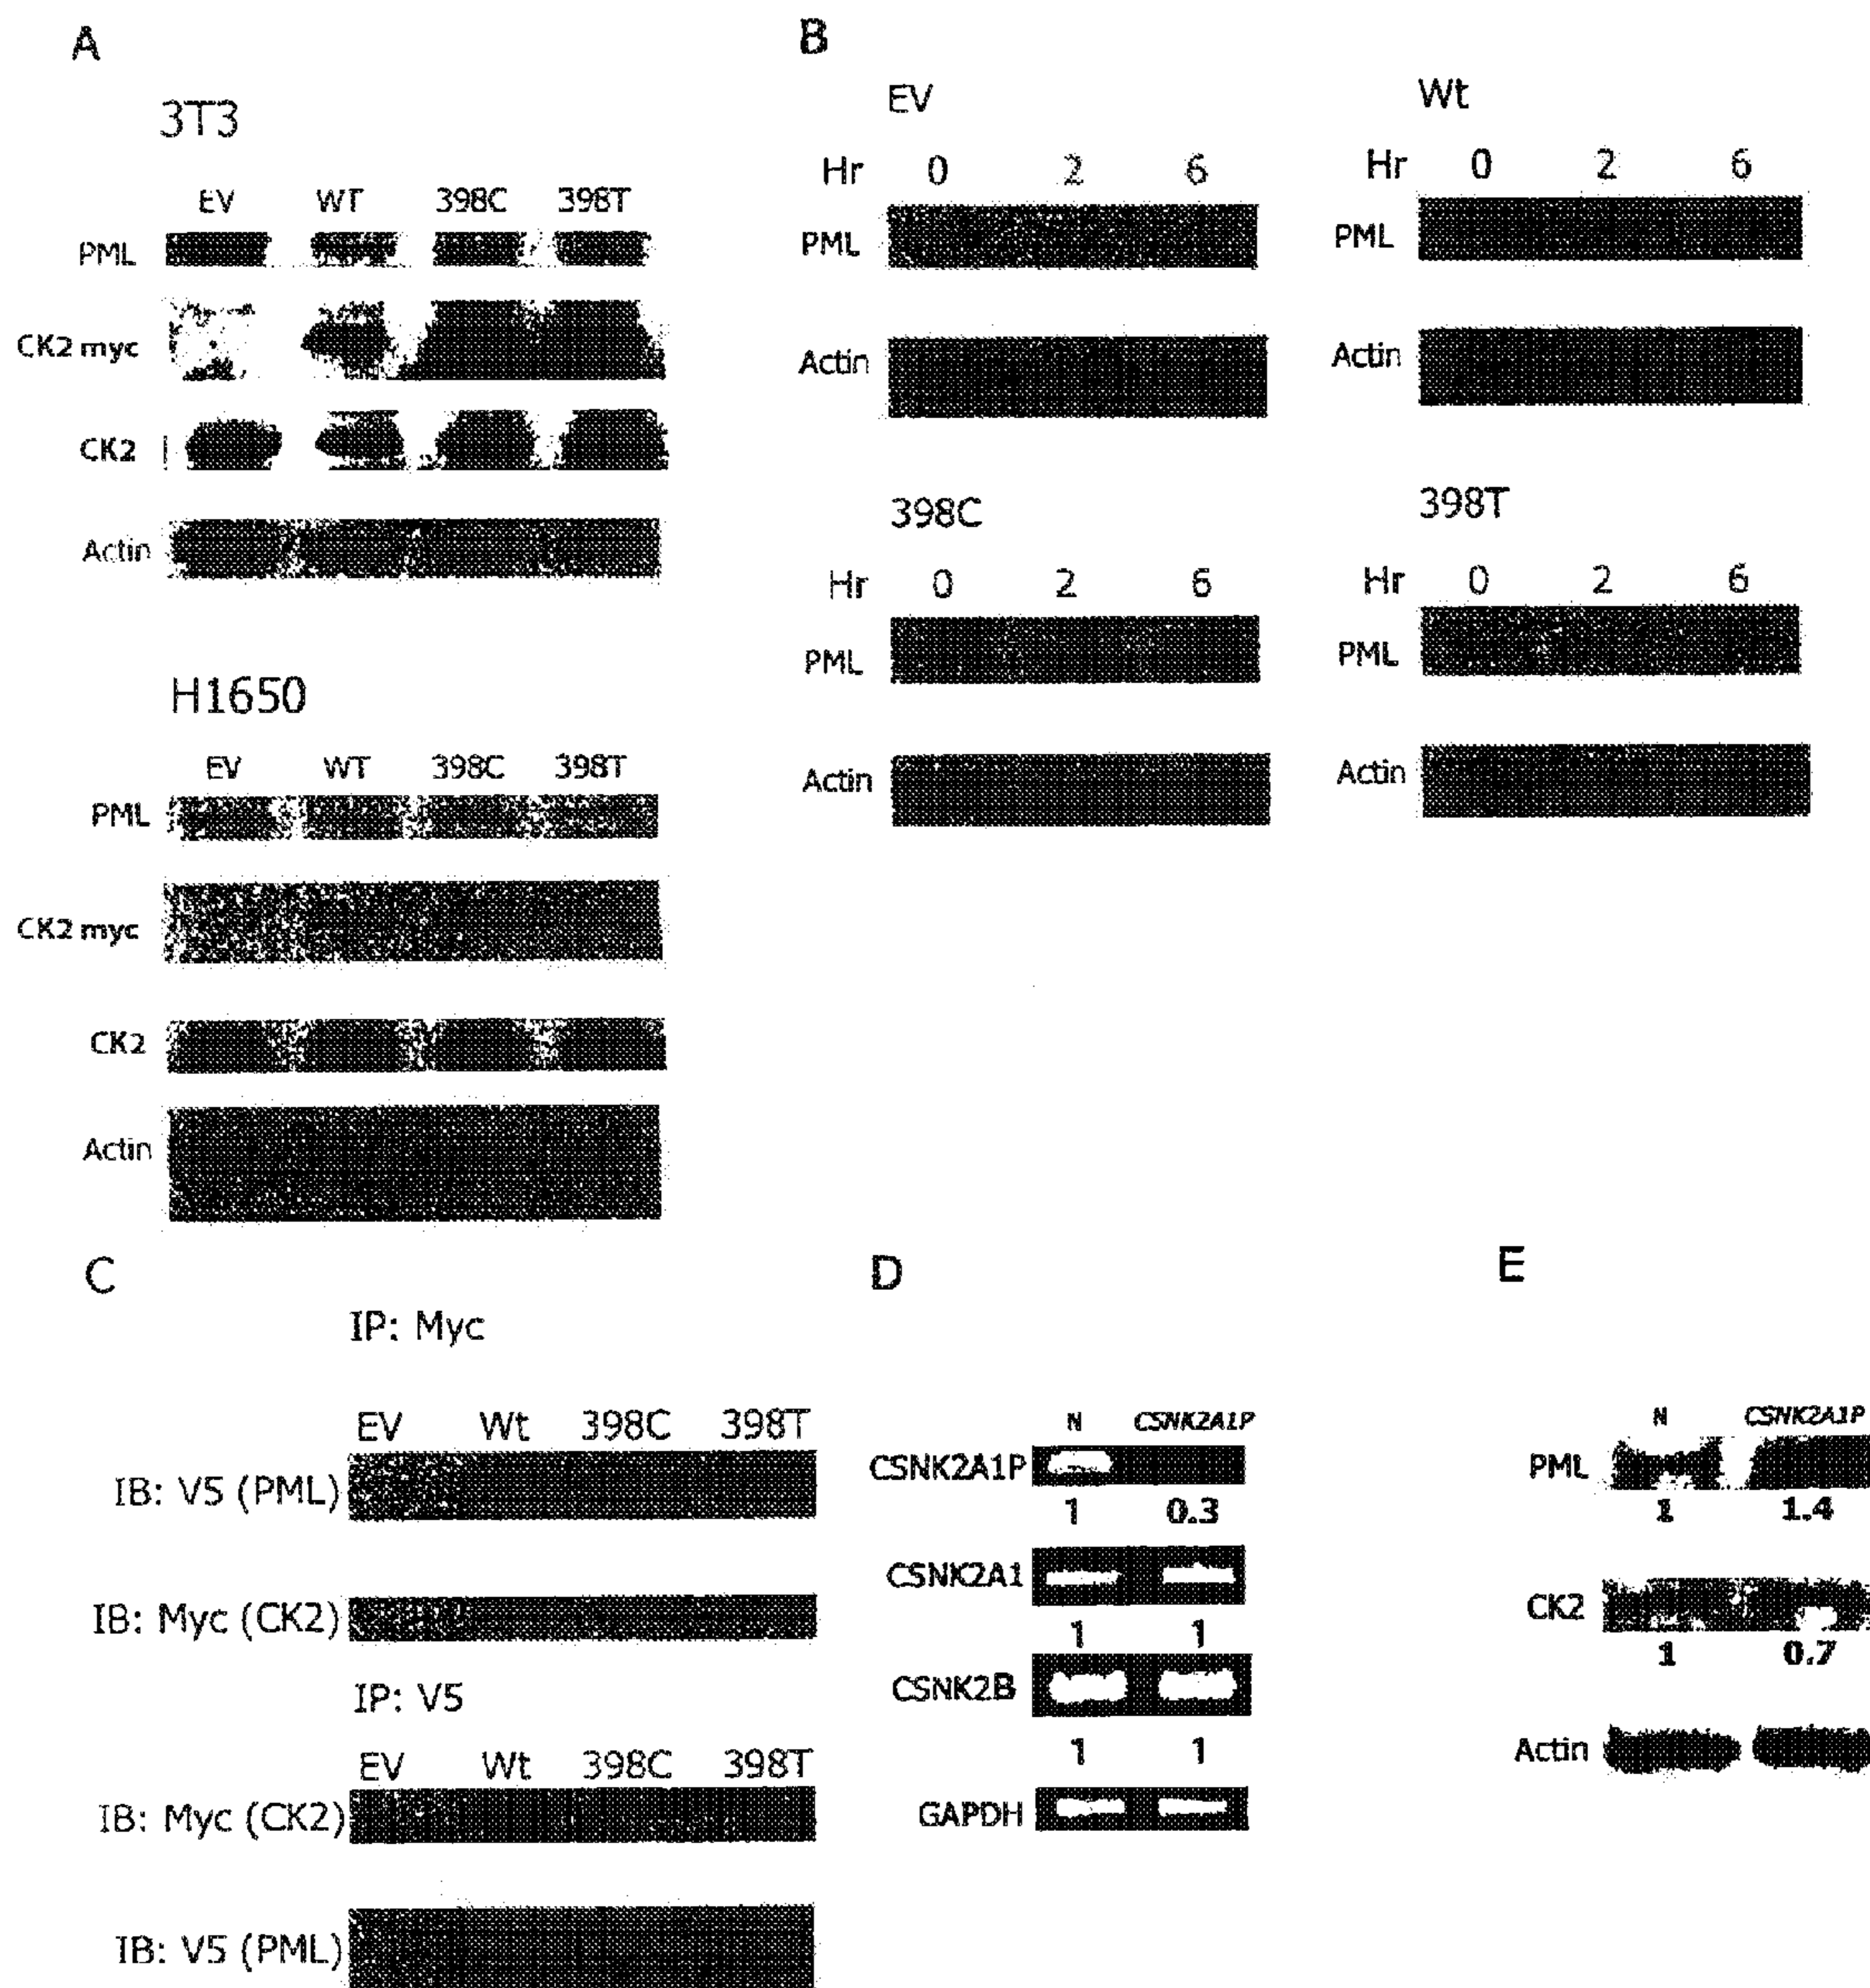 A
3T3
EV WT 398C 398T
PML
CK2 myc
CK2
Actin
H1650
EV WT 398C 398T
PML
CK2 myc
CK2
Actin
B
EV
Hr 0 2 6
PML
Actin
Wt
Hr 0 2 6
PML
Actin
398C
Hr 0 2 6
PML
Actin
398T
Hr 0 2 6
PML
Actin
C
IP: Myc
EV Wt 398C 398T
IB: V5 (PML)
IB: Myc (CK2)
IP: V5
EV Wt 398C 398T
IB: Myc (CK2)
IB: V5 (PML)
D
N CSNK2A1P
CSNK2A1P
1 0.3
CSNK2A1
1 1
CSNK2B
1 1
GAPDH
E
N CSNK2A1P
PML
1 1.4
CK2
1 0.7
Actin